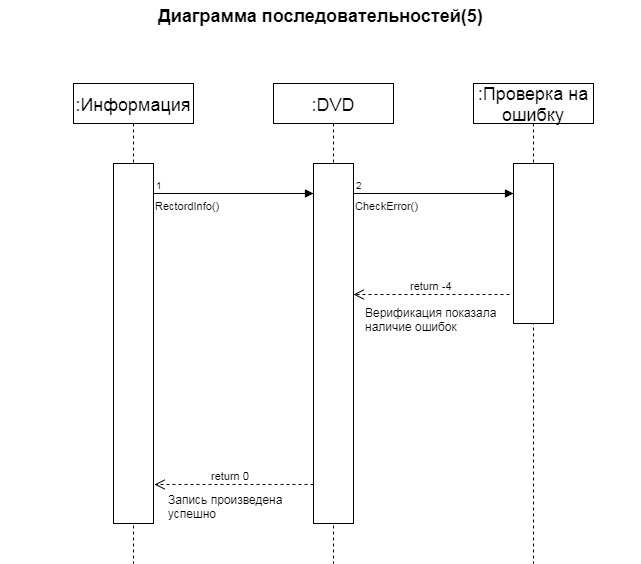 Диаграмма последовательностей(5)
:Информация
:DVD
:Проверка на
ошибку
1
RectordInfo()
2
CheckError()
return -4
Верификация показала
наличие ошибок
return 0
Запись произведена
успешно